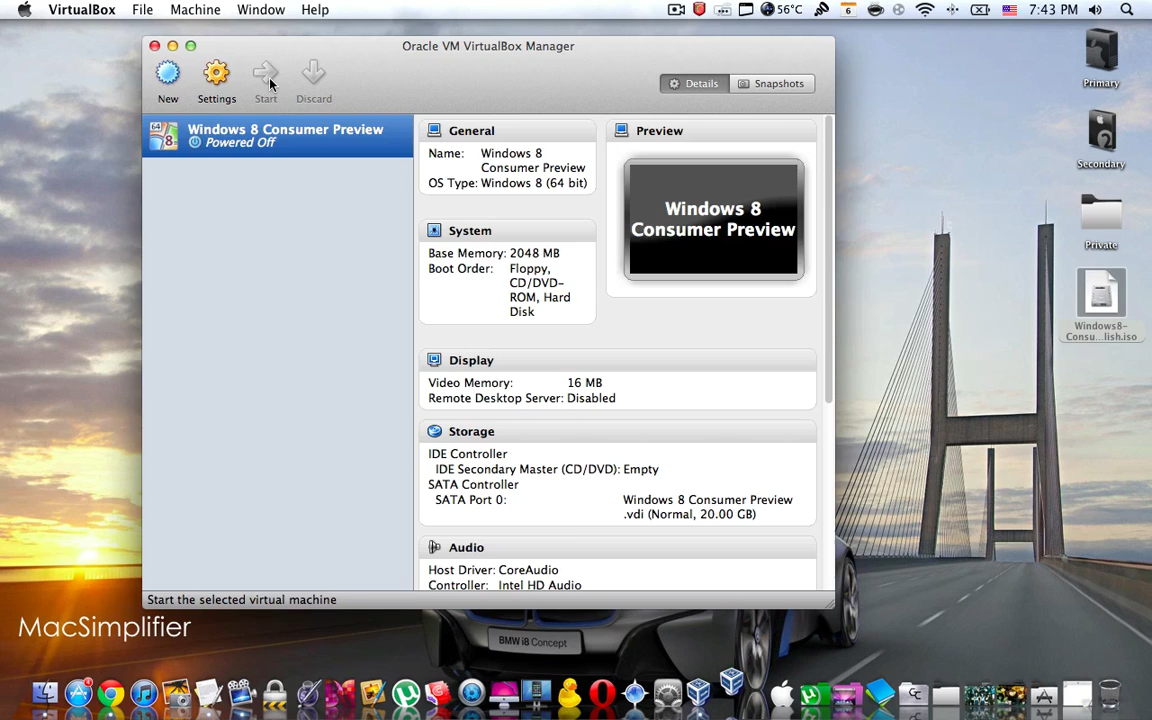 VirtualBox File Machine Window Help
56°C
6
7:43 PM
Oracle VM VirtualBox Manager
New Settings Start Discard
Details Snapshots
64
8
Windows 8 Consumer Preview
Powered Off
General
Name: Windows 8
Consumer Preview
OS Type: Windows 8 (64 bit)
System
Base Memory: 2048 MB
Boot Order: Floppy,
CD/DVD-
ROM, Hard
Disk
Preview
Windows 8
Consumer Preview
Display
Video Memory: 16 MB
Remote Desktop Server: Disabled
Storage
IDE Controller
IDE Secondary Master (CD/DVD): Empty
SATA Controller
SATA Port 0: Windows 8 Consumer Preview
.vdi (Normal, 20.00 GB)
Audio
Host Driver: CoreAudio
Controller: Intel HD Audio
Start the selected virtual machine
Primary
Secondary
Private
Windows8-
Consu...lish.iso
MacSimplifier
BMW i8 Concept